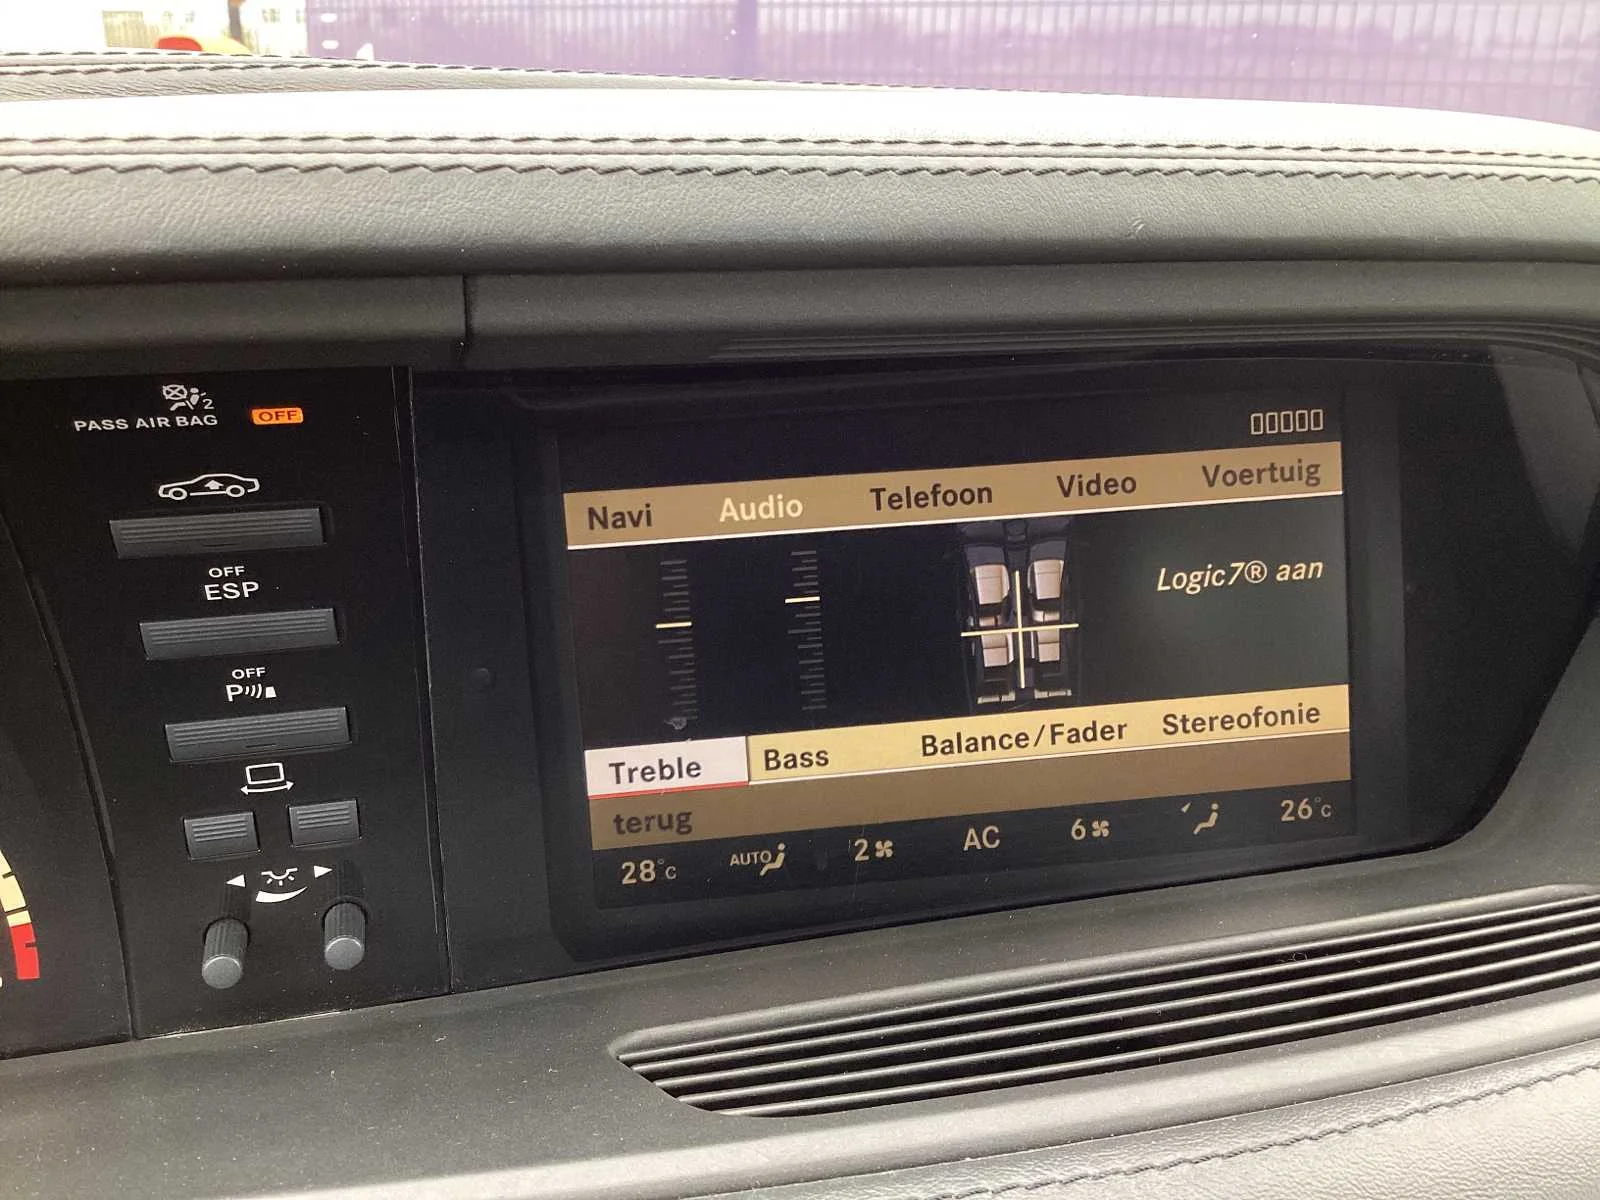 2
PASS AIR BAG OFF
OFF
ESP
OFF
P
Navi Audio Telefoon Video Voertuig
Logic7® aan
Treble Bass Balance/Fader Stereofonie
terug
28°C AUTO 2 AC 6 26°C